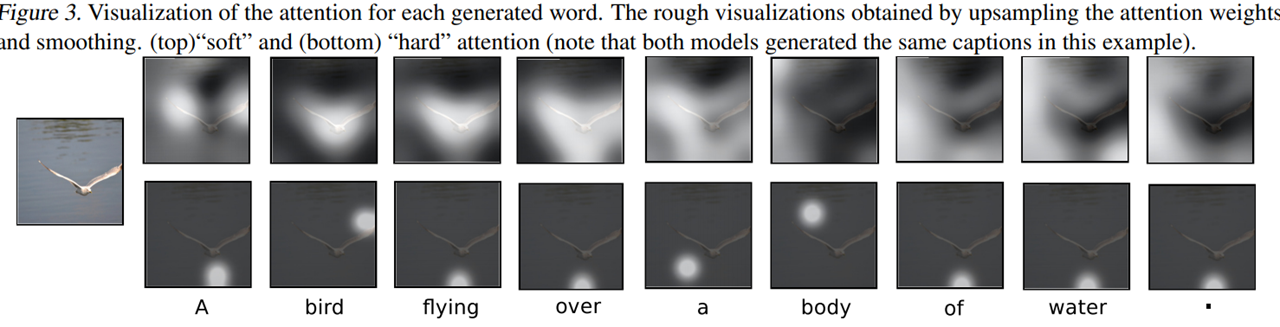 Figure 3. Visualization of the attention for each generated word. The rough visualizations obtained by upsampling the attention weights
and smoothing. (top)“soft” and (bottom) “hard” attention (note that both models generated the same captions in this example).
A bird flying over a body of water .